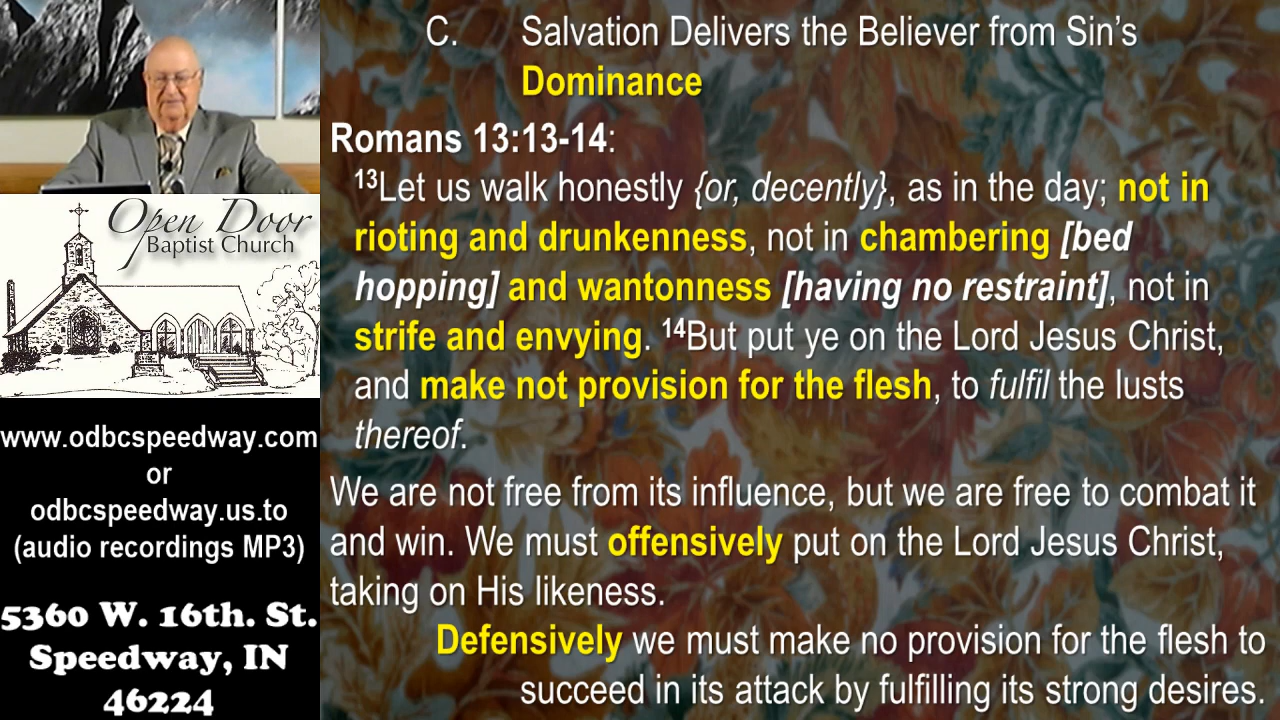 Open Door
Baptist Church
www.odbcspeedway.com
or
odbcspeedway.us.to
(audio recordings MP3)
5360 W. 16th. St.
Speedway, IN
46224
C. Salvation Delivers the Believer from Sin’s
Dominance
Romans 13:13-14:
13Let us walk honestly {or, decently}, as in the day; not in
rioting and drunkenness, not in chambering [bed
hopping] and wantonness [having no restraint], not in
strife and envying. 14But put ye on the Lord Jesus Christ,
and make not provision for the flesh, to fulfil the lusts
thereof.
We are not free from its influence, but we are free to combat it
and win. We must offensively put on the Lord Jesus Christ,
taking on His likeness.
Defensively we must make no provision for the flesh to
succeed in its attack by fulfilling its strong desires.